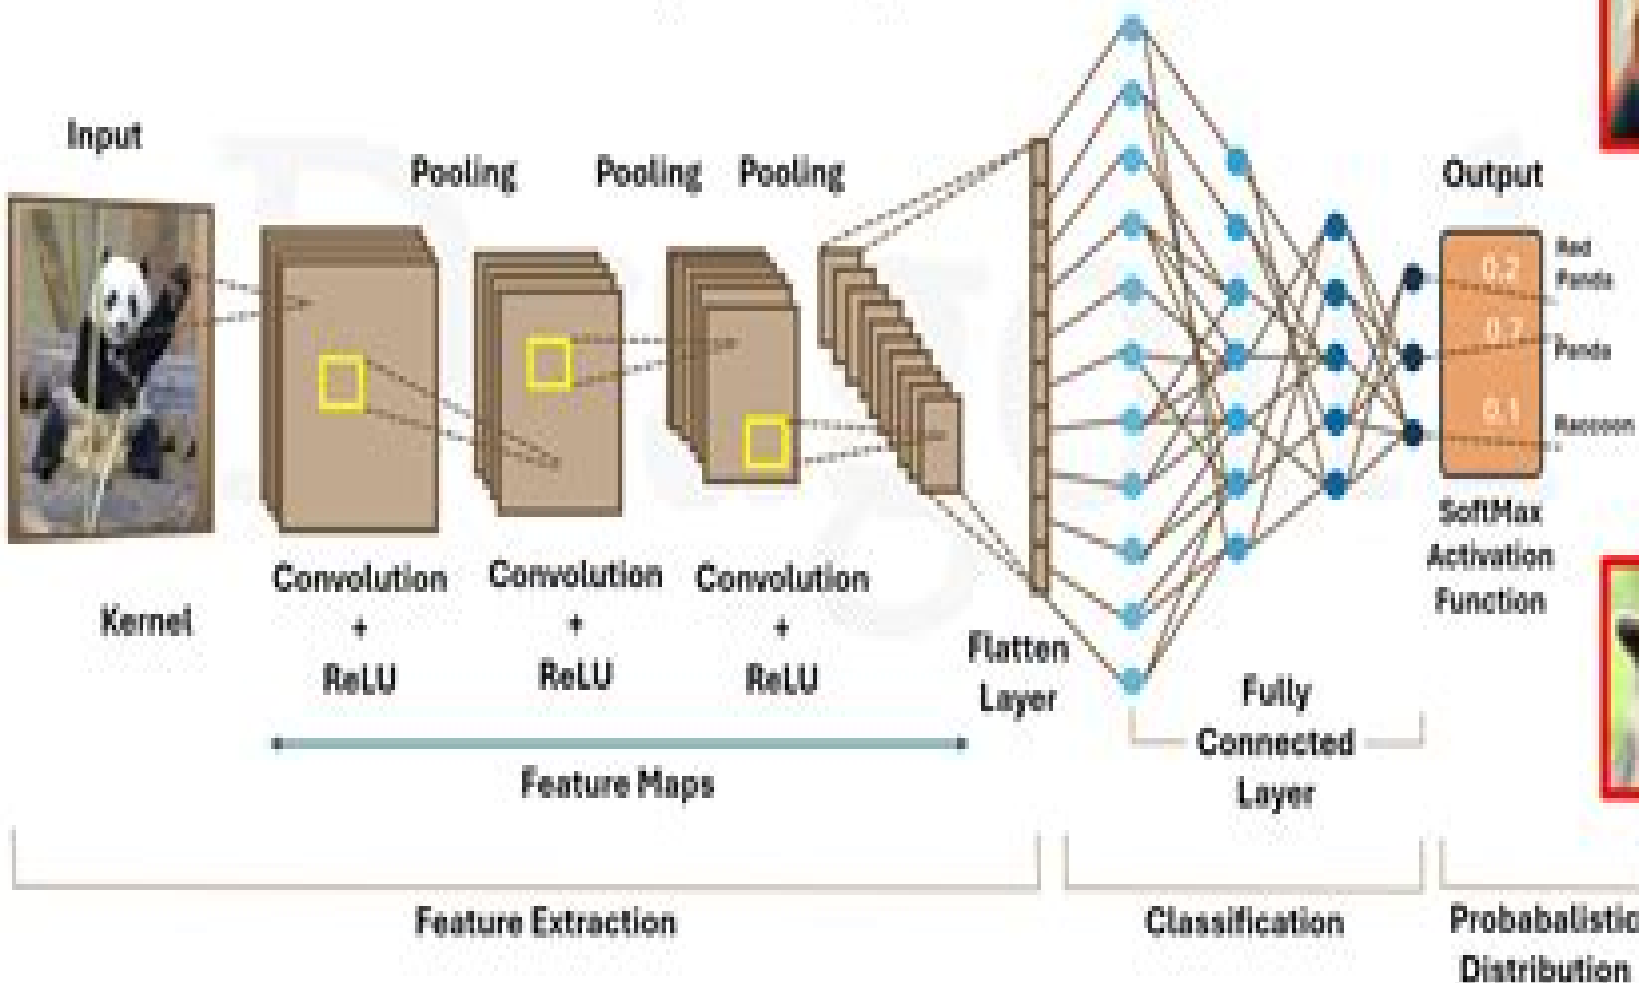 Input
Pooling
Pooling
Pooling
Output
0.2
Red
Panda
0.7
Panda
0.1
Raccoon
SoftMax
Activation
Function
Kernel
Convolution
+
ReLU
Convolution
+
ReLU
Convolution
+
ReLU
Flatten
Layer
Fully
Connected
Layer
Feature Maps
Feature Extraction
Classification
Probabalistic
Distribution